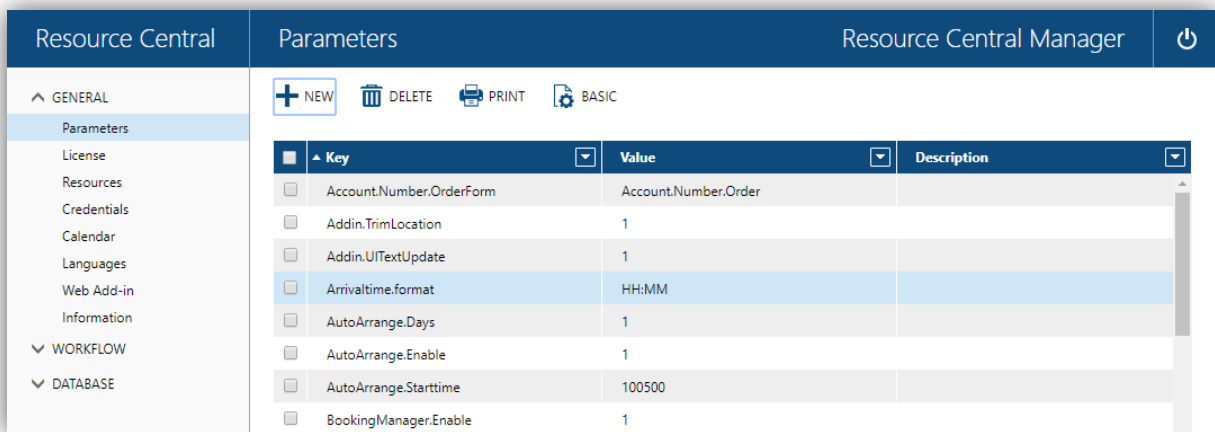 Resource Central Parameters Resource Central Manager
GENERAL
Parameters
License
Resources
Credentials
Calendar
Languages
Web Add-in
Information
WORKFLOW
DATABASE
NEW DELETE PRINT BASIC
Key Value Description
Account.Number.OrderForm Account.Number.Order
Addin.TrimLocation 1
Addin.UITextUpdate 1
Arrivaltime.format HH:MM
AutoArrange.Days 1
AutoArrange.Enable 1
AutoArrange.Starttime 100500
BookingManager.Enable 1